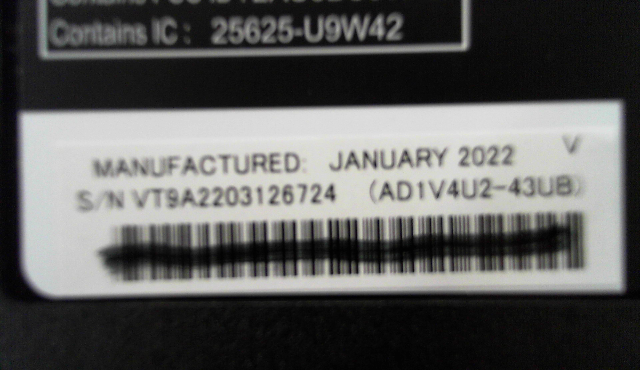 Contains IC : 25625-U9W42
V
MANUFACTURED: JANUARY 2022
S/N VT9A2203126724 (AD1V4U2-43UB)